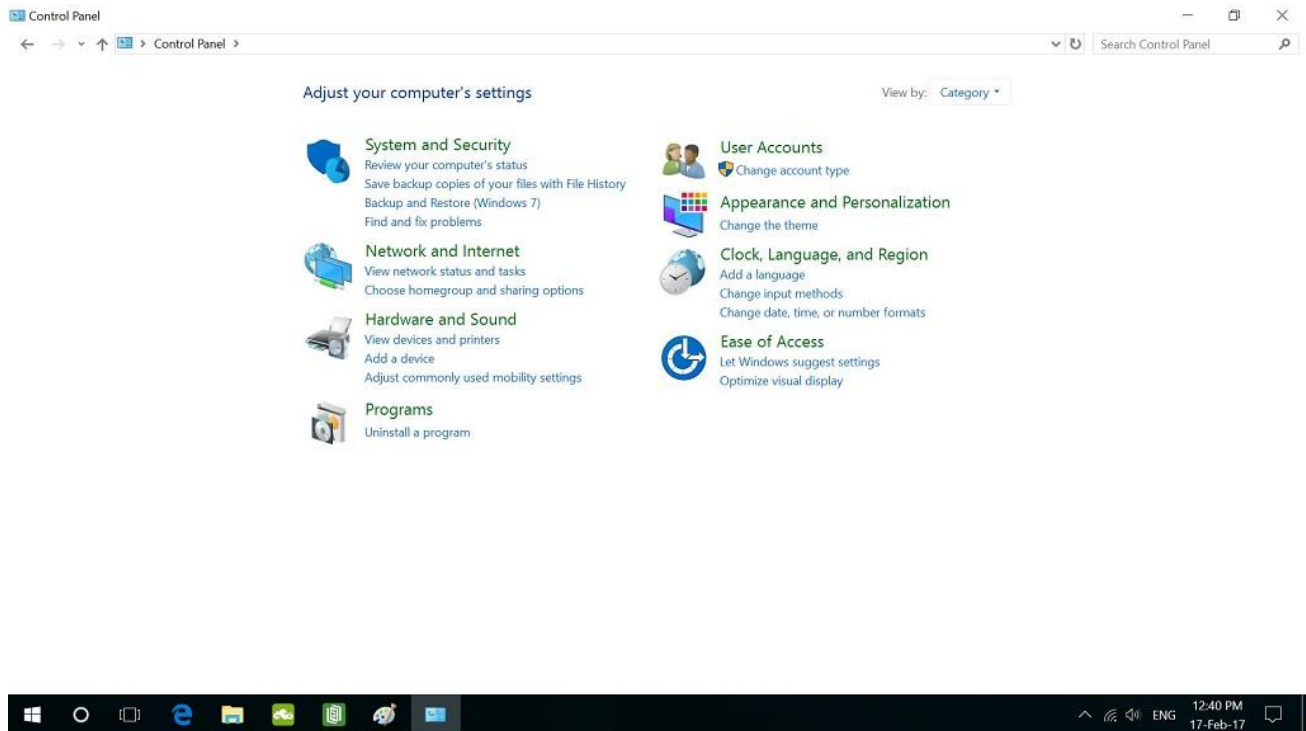 Control Panel
Control Panel
Search Control Panel
Adjust your computer's settings
View by: Category
System and Security
Review your computer's status
Save backup copies of your files with File History
Backup and Restore (Windows 7)
Find and fix problems
Network and Internet
View network status and tasks
Choose homegroup and sharing options
Hardware and Sound
View devices and printers
Add a device
Adjust commonly used mobility settings
Programs
Uninstall a program
User Accounts
Change account type
Appearance and Personalization
Change the theme
Clock, Language, and Region
Add a language
Change input methods
Change date, time, or number formats
Ease of Access
Let Windows suggest settings
Optimize visual display
ENG
12:40 PM
17-Feb-17